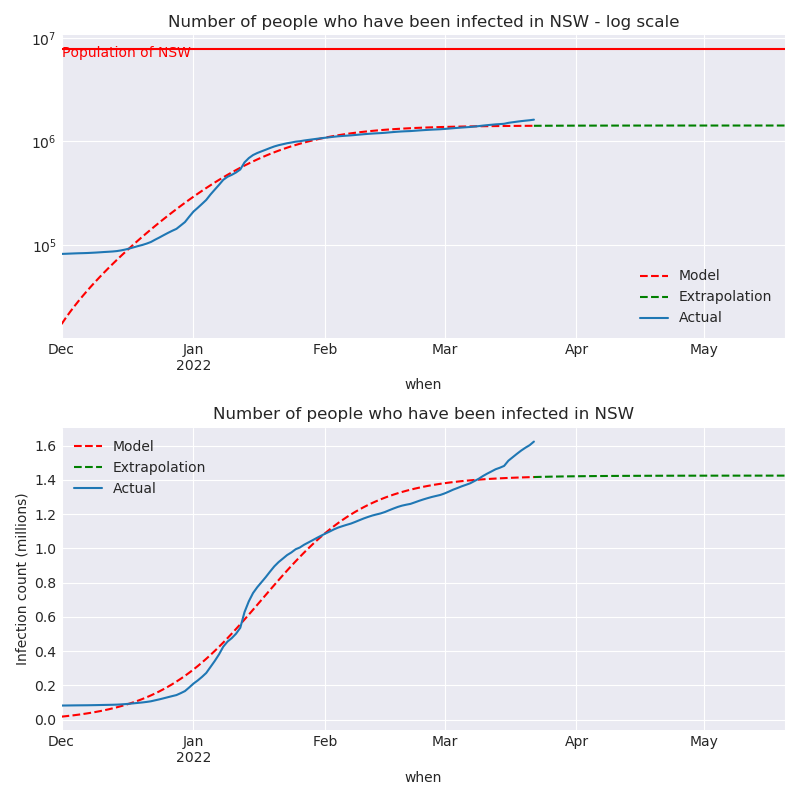 Number of people who have been infected in NSW - log scale
10^7
Population of NSW
10^6
10^5
Model
Extrapolation
Actual
Dec Jan Feb Mar Apr May
2022
when
Number of people who have been infected in NSW
Infection count (millions)
1.6
1.4
1.2
1.0
0.8
0.6
0.4
0.2
0.0
Model
Extrapolation
Actual
Dec Jan Feb Mar Apr May
2022
when